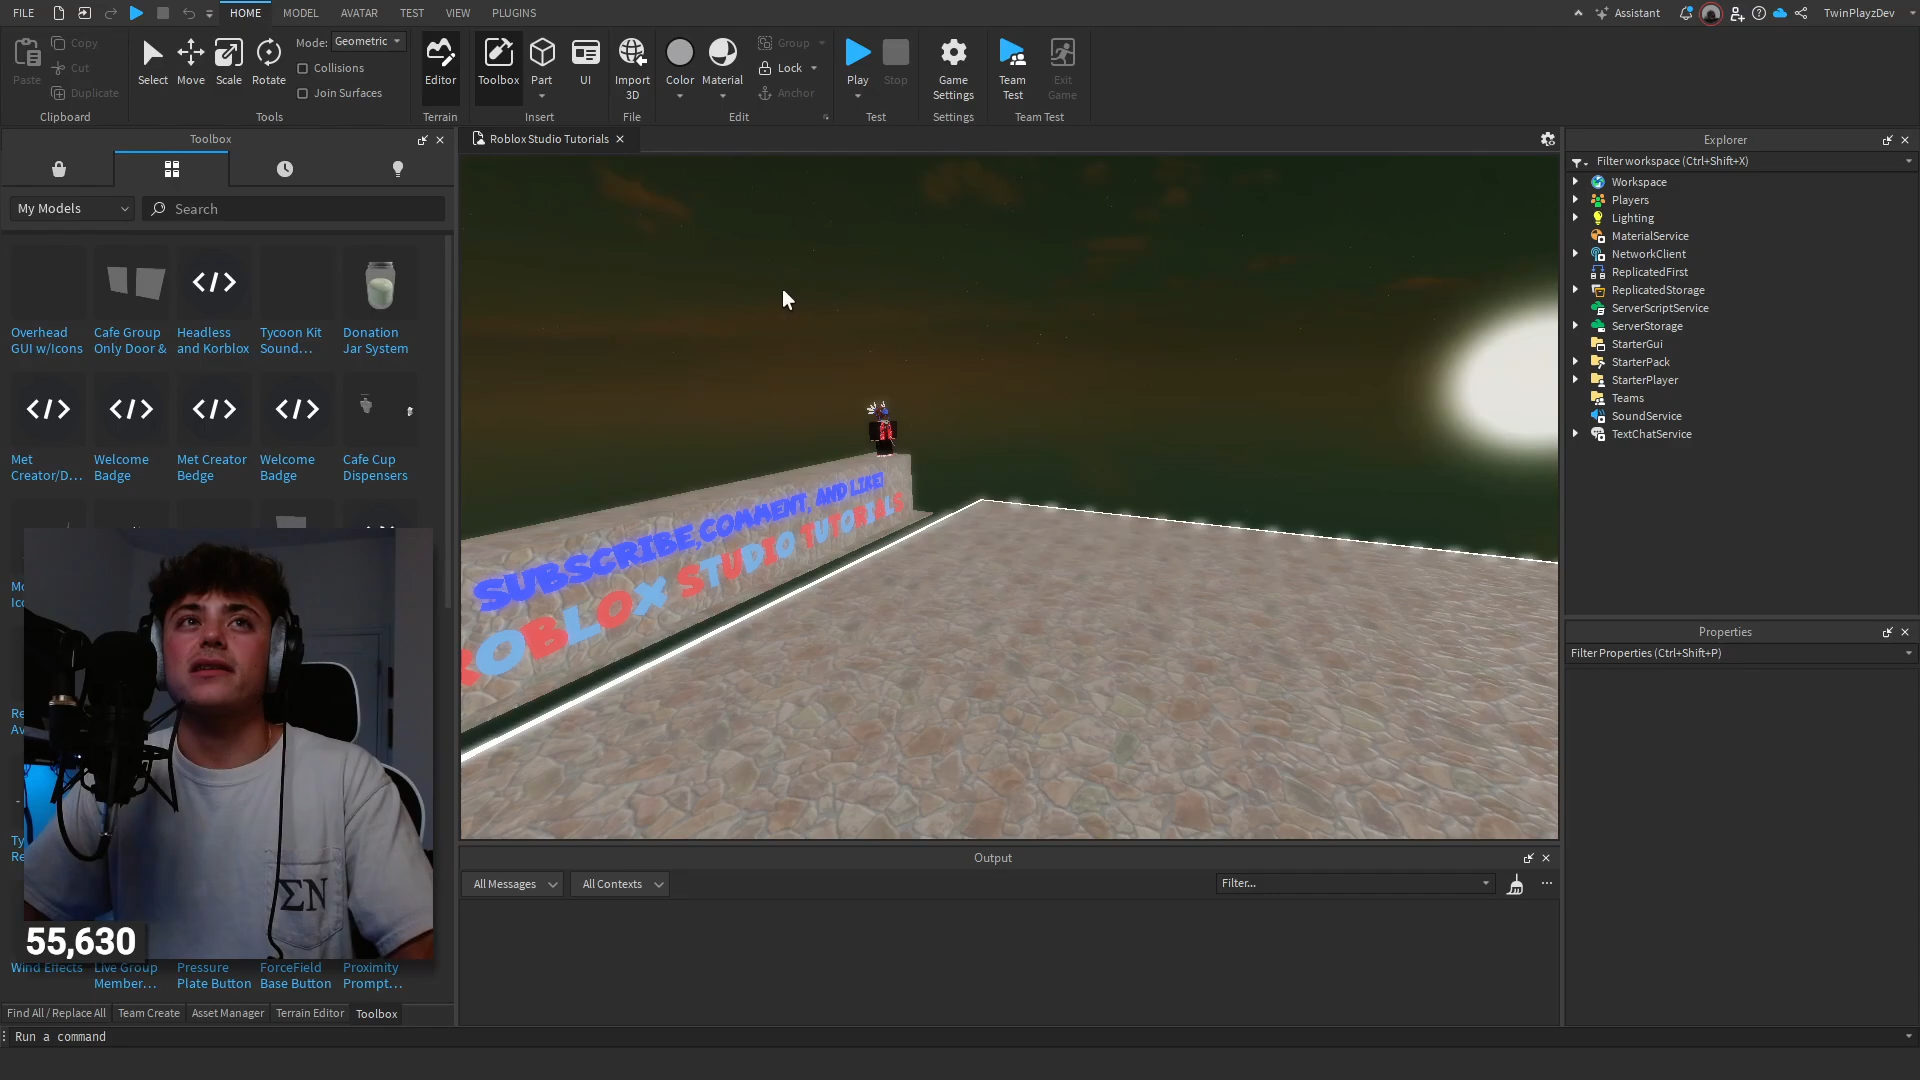 FILE HOME MODEL AVATAR TEST VIEW PLUGINS Assistant TwinPlayzDev
Paste
Copy
Cut
Duplicate
Clipboard
Select Move Scale Rotate
Mode: Geometric
Collisions
Join Surfaces
Tools
Editor
Terrain
Toolbox Part UI
Insert
Import
3D
File
Color Material
Group
Lock
Anchor
Edit
Play Stop
Test
Game
Settings
Settings
Team
Test
Exit
Game
Team Test
Toolbox
My Models
Search
Overhead
GUI w/Icons
Cafe Group
Only Door &
Headless
and Korblox
Tycoon Kit
Sound...
Donation
Jar System
Met
Creator/D...
Welcome
Badge
Met Creator
Bedge
Welcome
Badge
Cafe Cup
Dispensers
55,630
Wind Effects
Live Group
Member...
Pressure
Plate Button
ForceField
Base Button
Proximity
Prompt...
Find All / Replace All Team Create Asset Manager Terrain Editor Toolbox
Run a command
Roblox Studio Tutorials
SUBSCRIBE,COMMENT, AND LIKE!
ROBLOX STUDIO TUTORIALS
ΣN
Output
All Messages All Contexts Filter...
Explorer
Filter workspace (Ctrl+Shift+X)
Workspace
Players
Lighting
MaterialService
NetworkClient
ReplicatedFirst
ReplicatedStorage
ServerScriptService
ServerStorage
StarterGui
StarterPack
StarterPlayer
Teams
SoundService
TextChatService
Properties
Filter Properties (Ctrl+Shift+P)